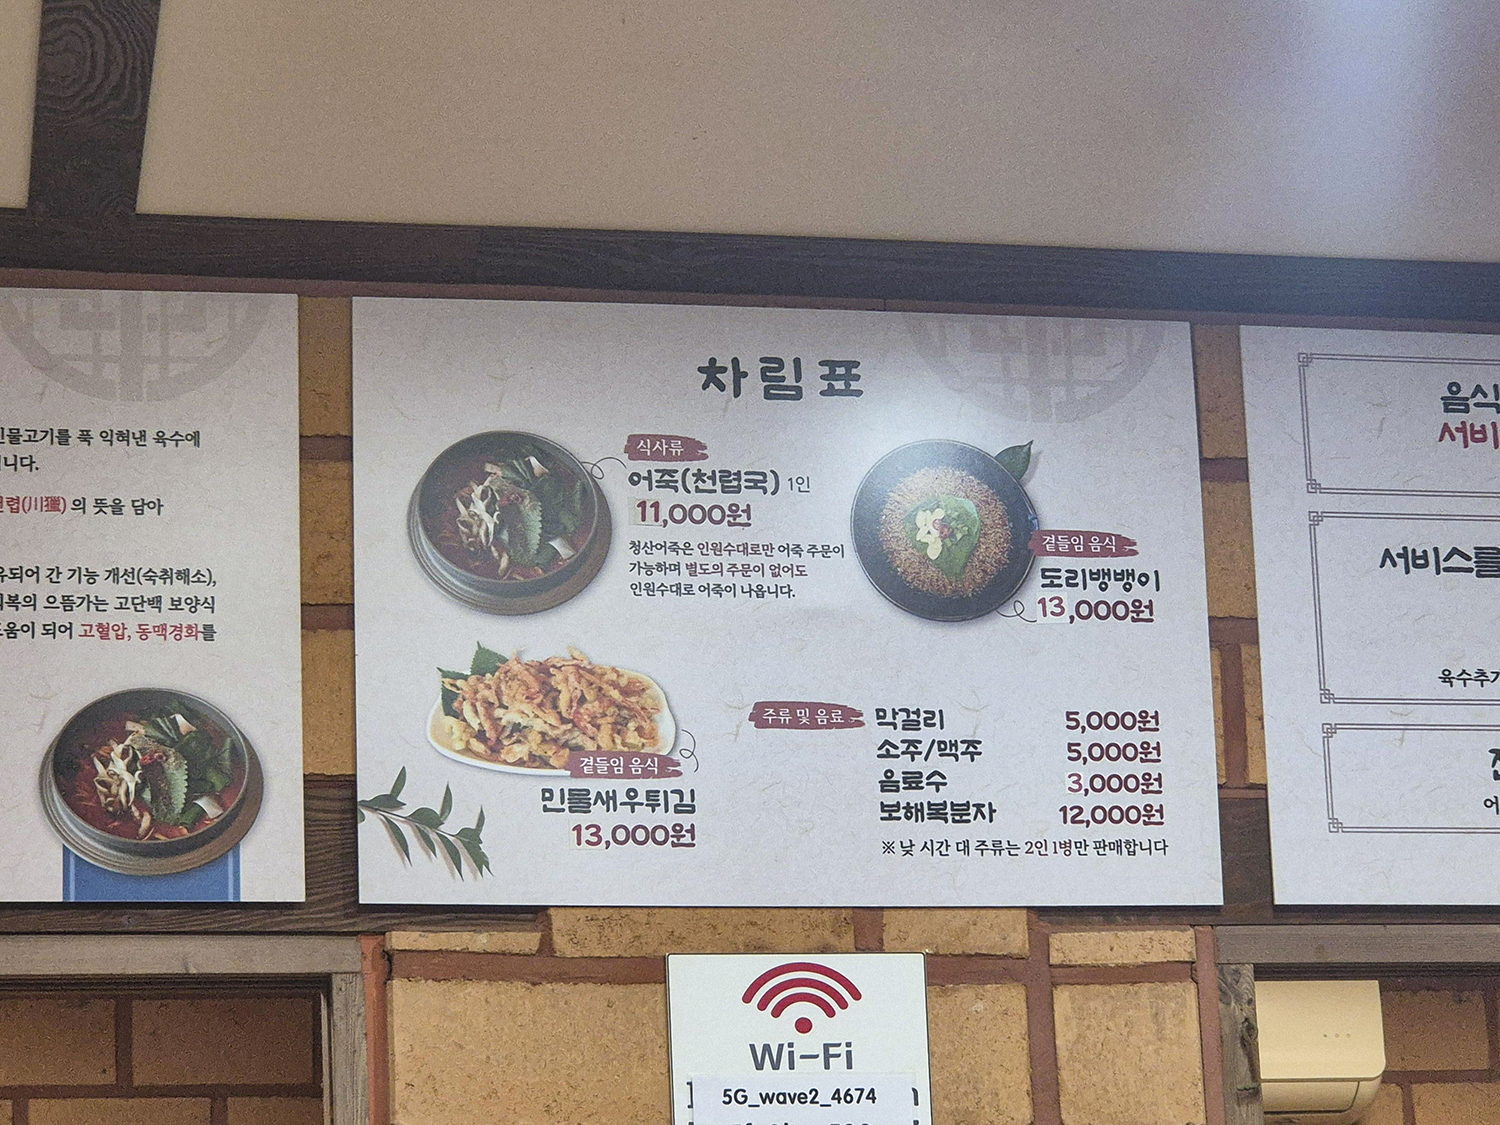 민물고기를 푹 익혀낸 육수에
니다.
천렵(川獵) 의 뜻을 담아
유되어 간 기능 개선(숙취해소),
회복의 으뜸가는 고단백 보양식
도움이 되어 고혈압, 동맥경화를
차림표
식사류
어죽(천렵국) 1인
11,000원
청산어죽은 인원수대로만 어죽 주문이
가능하며 별도의 주문이 없어도
인원수대로 어죽이 나옵니다.
곁들임 음식
도리뱅뱅이
13,000원
곁들임 음식
민물새우튀김
13,000원
주류 및 음료
막걸리 5,000원
소주/맥주 5,000원
음료수 3,000원
보해복분자 12,000원
※ 낮 시간 대 주류는 2인 1병만 판매합니다
음식
서비
서비스를
육수추가
어
Wi-Fi
5G_wave2_4674